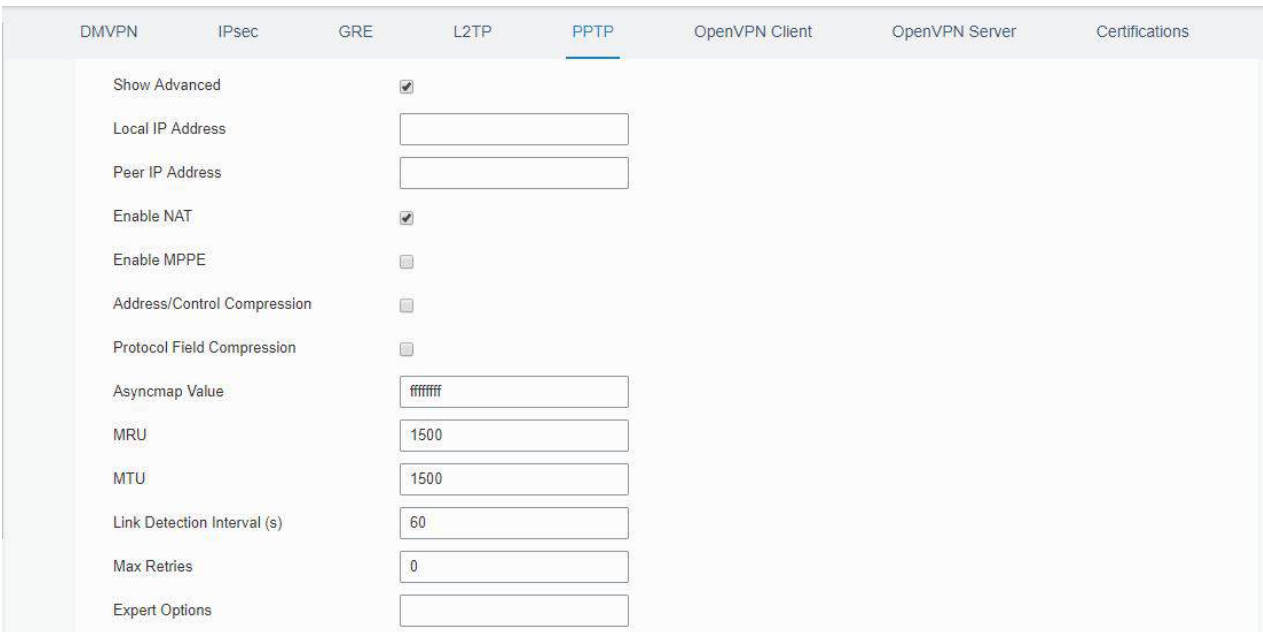 DMVPN IPsec GRE L2TP PPTP OpenVPN Client OpenVPN Server Certifications
Show Advanced
Local IP Address
Peer IP Address
Enable NAT
Enable MPPE
Address/Control Compression
Protocol Field Compression
Asyncmap Value ffffffff
MRU 1500
MTU 1500
Link Detection Interval (s) 60
Max Retries 0
Expert Options